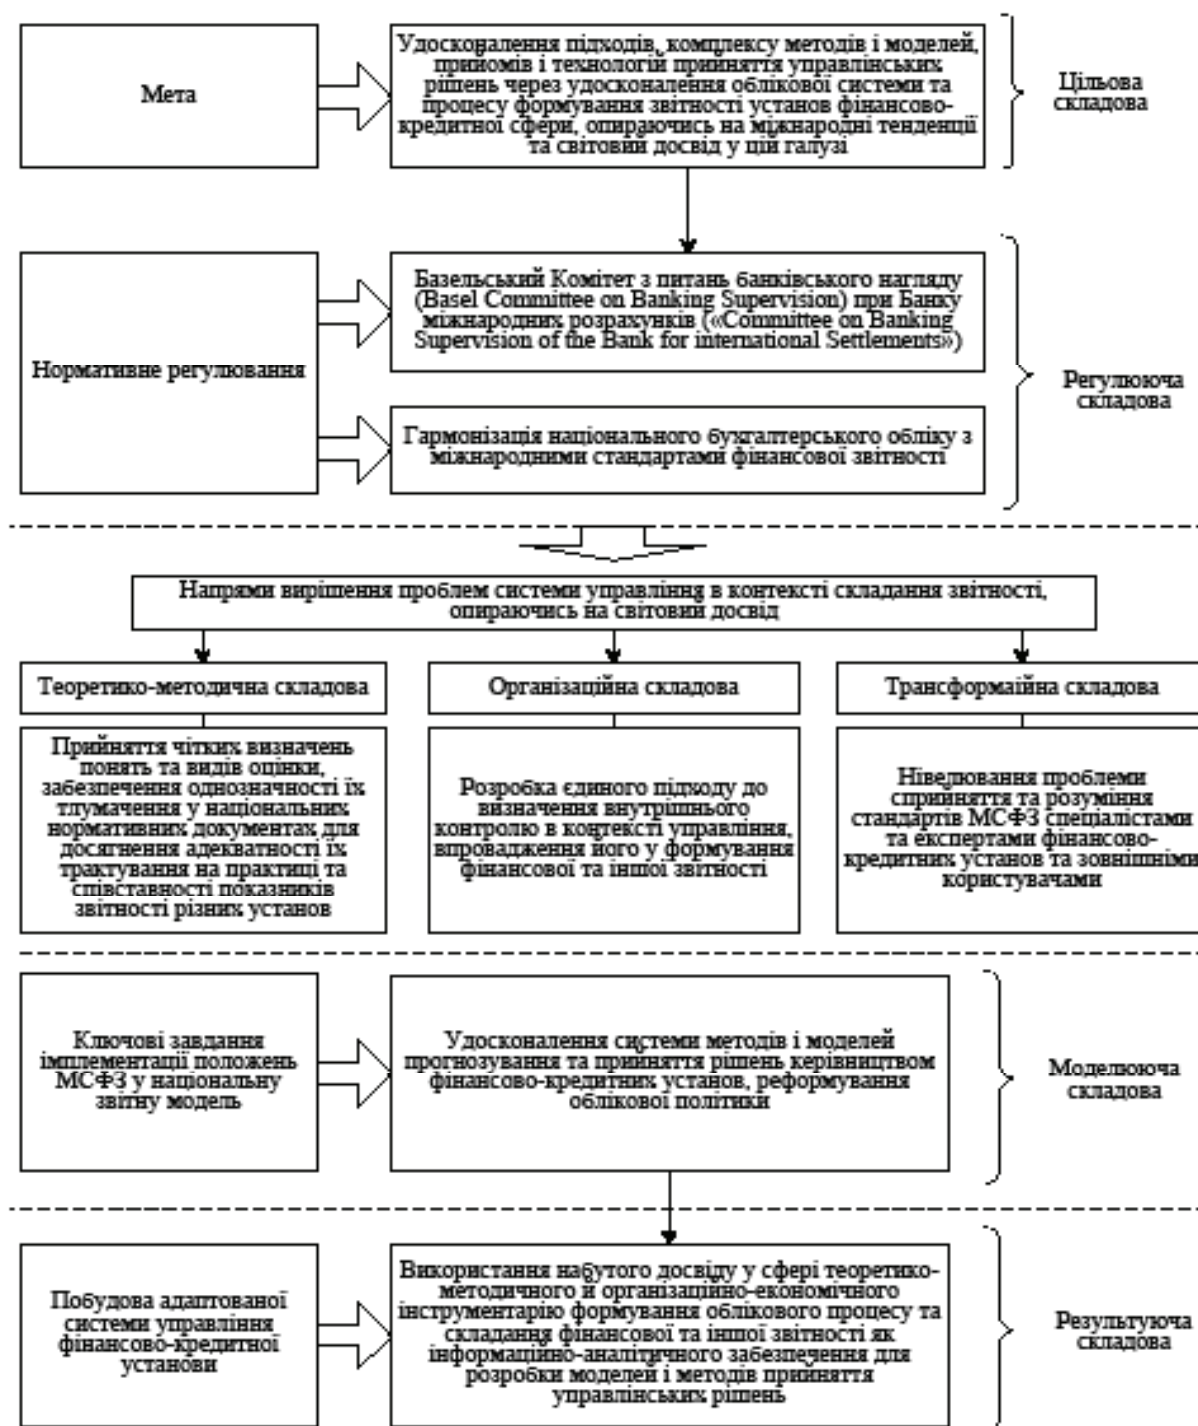 Мета
Удосконалення підходів, комплексу методів і моделей,
прийомів і технологій прийняття управлінських
рішень через удосконалення облікової системи та
процесу формування звітності установ фінансово-
кредитної сфери, опираючись на міжнародні тенденції
та світовий досвід у цій галузі
Цільова
складова
Нормативне регулювання
Базельський Комітет з питань банківського нагляду
(Basel Committee on Banking Supervision) при Банку
міжнародних розрахунків («Committee on Banking
Supervision of the Bank for international Settlements»)
Гармонізація національного бухгалтерського обліку з
міжнародними стандартами фінансової звітності
Регулююча
складова
Напрями вирішення проблем системи управління в контексті складання звітності,
опираючись на світовий досвід
Теоретико-методична складова
Прийняття чітких визначень
понять та видів оцінки,
забезпечення однозначності їх
тлумачення у національних
нормативних документах для
досягнення адекватності їх
трактування на практиці та
співставності показників
звітності різних установ
Організаційна складова
Розробка єдиного підходу до
визначення внутрішнього
контролю в контексті управління,
впровадження його у формування
фінансової та іншої звітності
Трансформаійна складова
Нівелювання проблеми
сприйняття та розуміння
стандартів МСФЗ спеціалістами
та експертами фінансово-
кредитних установ та зовнішніми
користувачами
Ключові завдання
імплементації положень
МСФЗ у національну
звітну модель
Удосконалення системи методів і моделей
прогнозування та прийняття рішень керівництвом
фінансово-кредитних установ, реформування
облікової політики
Моделююча
складова
Побудова адаптованої
системи управління
фінансово-кредитної
установи
Використання набутого досвіду у сфері теоретико-
методичного й організаційно-економічного
інструментарію формування облікового процесу та
складання фінансової та іншої звітності як
інформаційно-аналітичного забезпечення для
розробки моделей і методів прийняття
управлінських рішень
Результуюча
складова